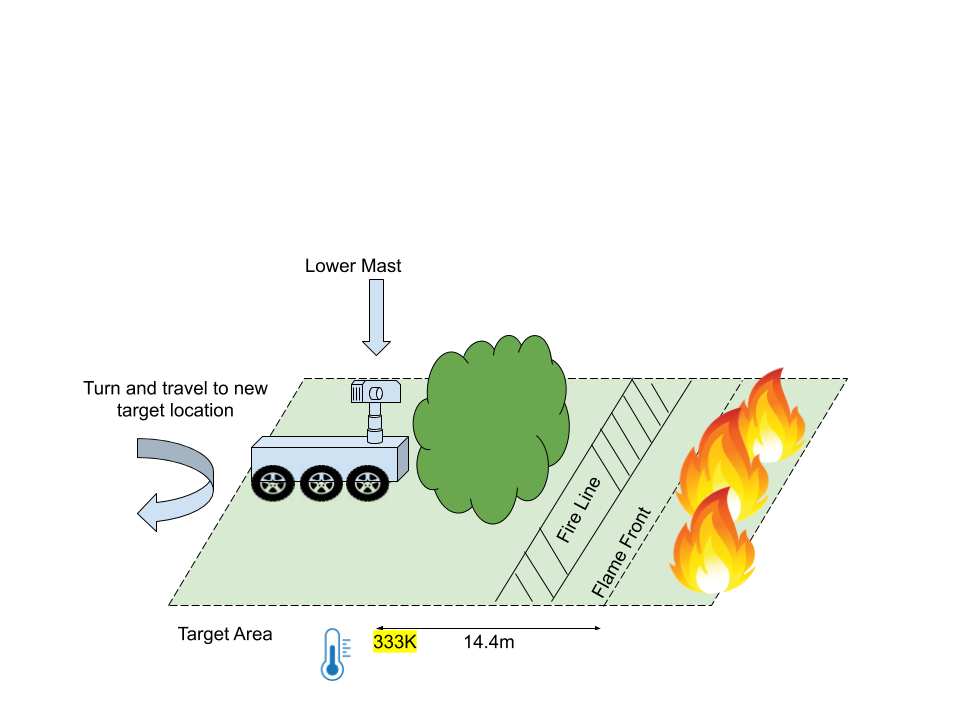 Lower Mast
Turn and travel to new
target location
Fire Line
Flame Front
Target Area
333K
14.4m